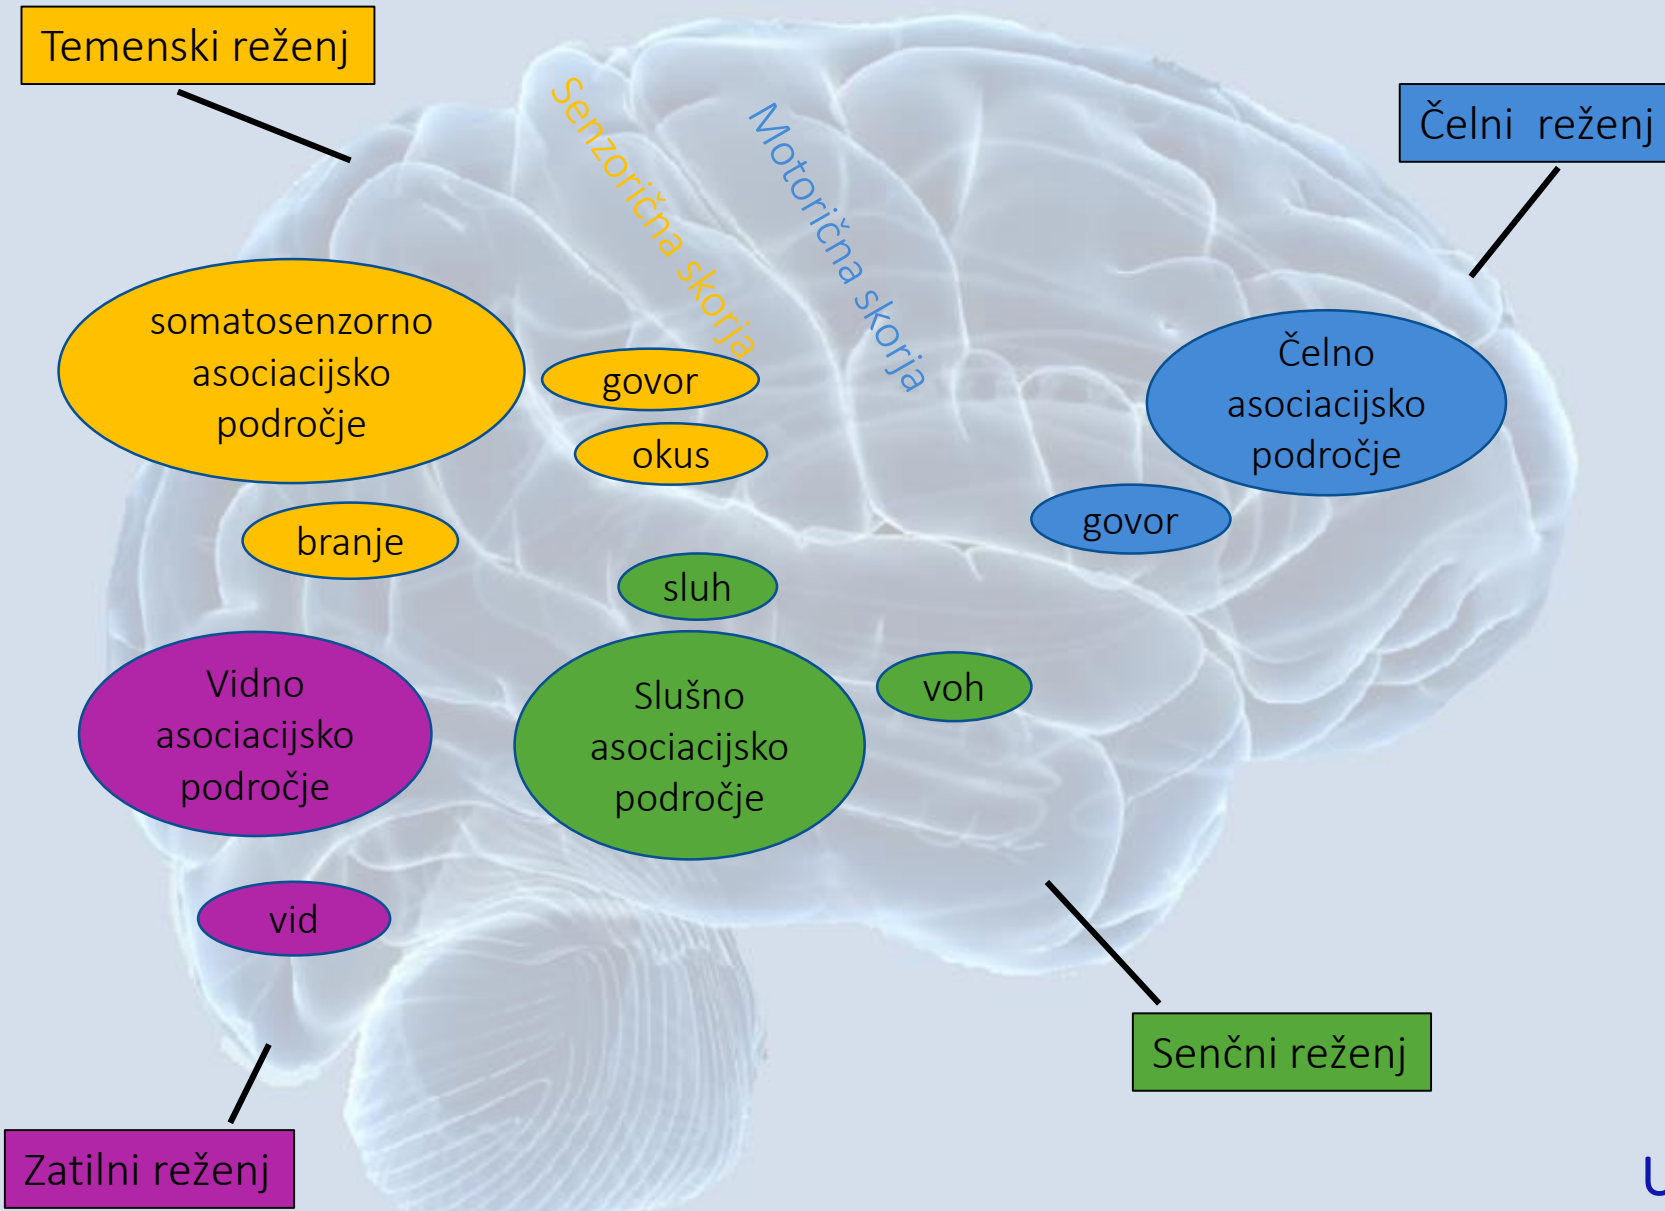 Temenski reženj
Čelni reženj
Senzorična skorja
Motorična skorja
somatosenzorno
asociacijsko
področje
govor
okus
Čelno
asociacijsko
področje
govor
branje
sluh
Vidno
asociacijsko
področje
Slušno
asociacijsko
področje
voh
vid
Senčni reženj
Zatilni reženj
U